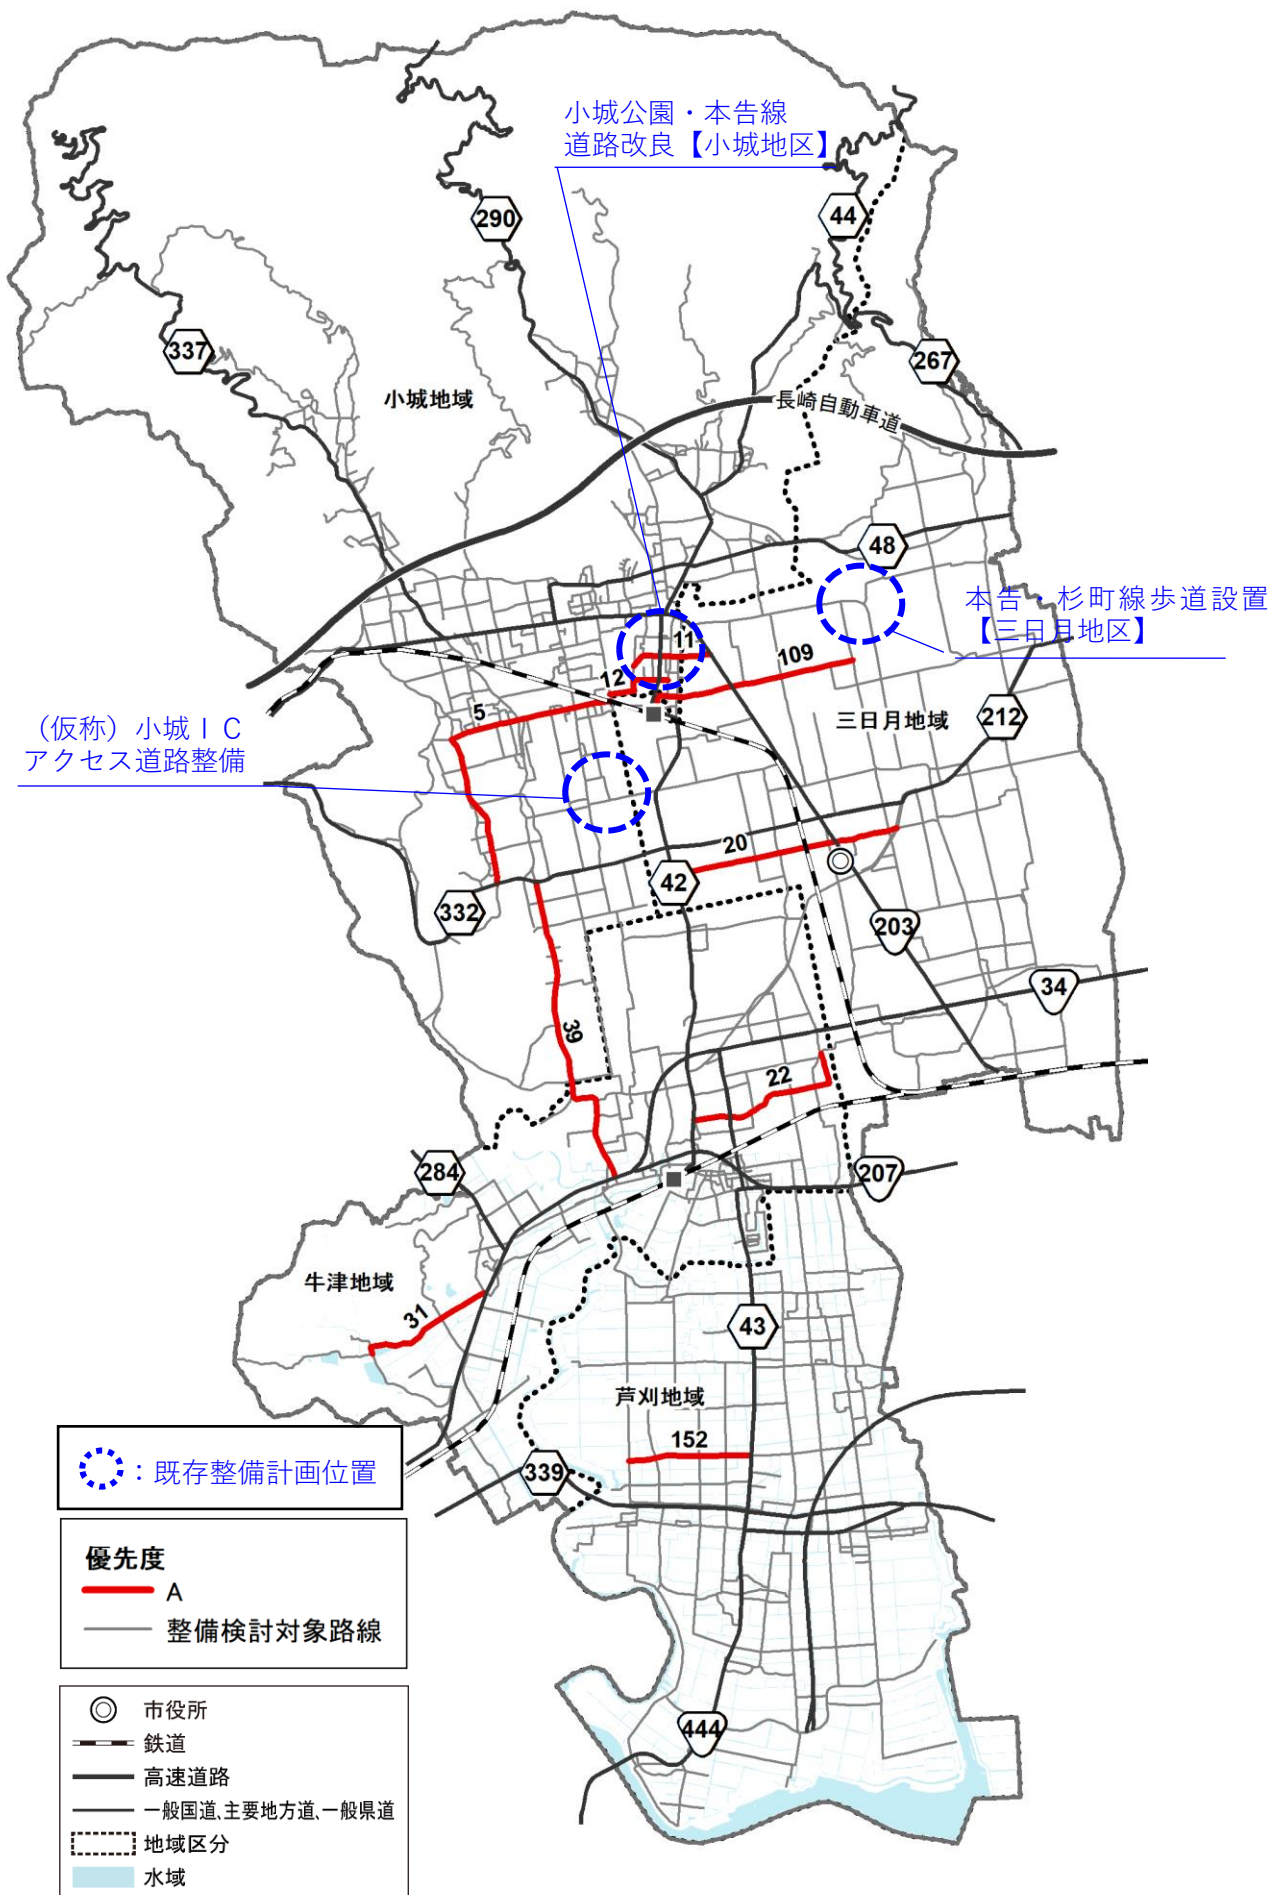 小城公園・本告線
道路改良【小城地区】
290
44
337
267
小城地域
長崎自動車道
48
本告・杉町線歩道設置
【三日月地区】
11
109
12
5
三日月地域
212
(仮称)小城IC
アクセス道路整備
20
42
332
203
34
39
22
284
207
牛津地域
31
43
芦刈地域
152
339
:既存整備計画位置
優先度
A
整備検討対象路線
444
市役所
鉄道
高速道路
一般国道、主要地方道、一般県道
地域区分
水域